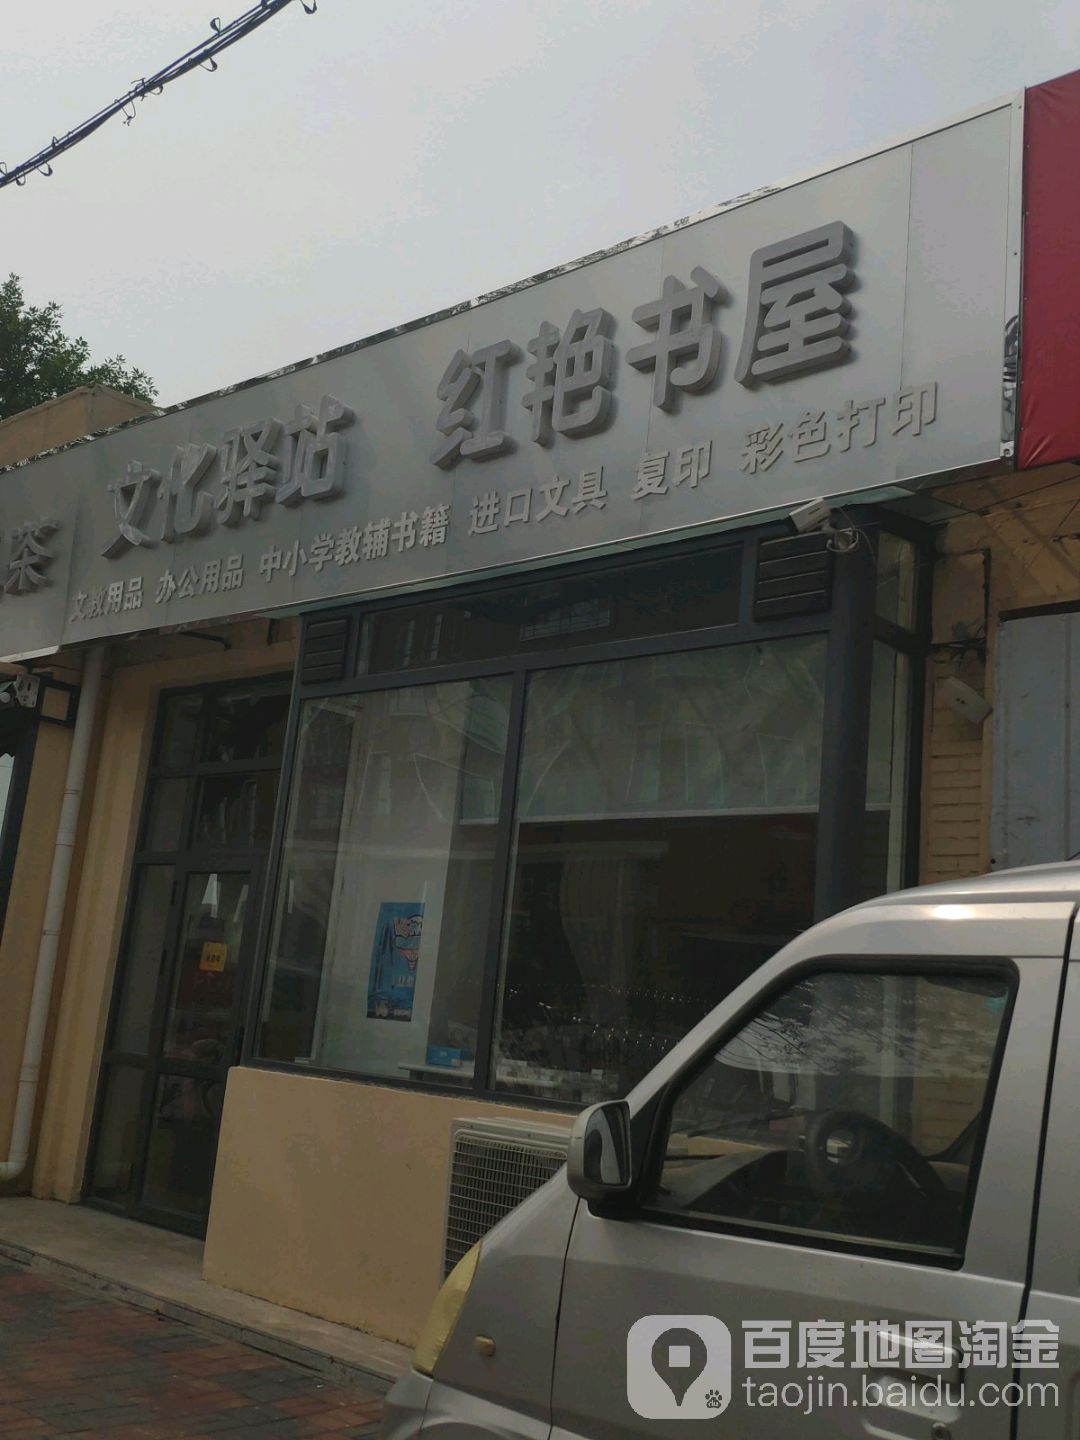 茶
文化驿站 红艳书屋
文教用品 办公用品 中小学教辅书籍 进口文具 复印 彩色打印
百度地图淘金
taojin.baidu.com